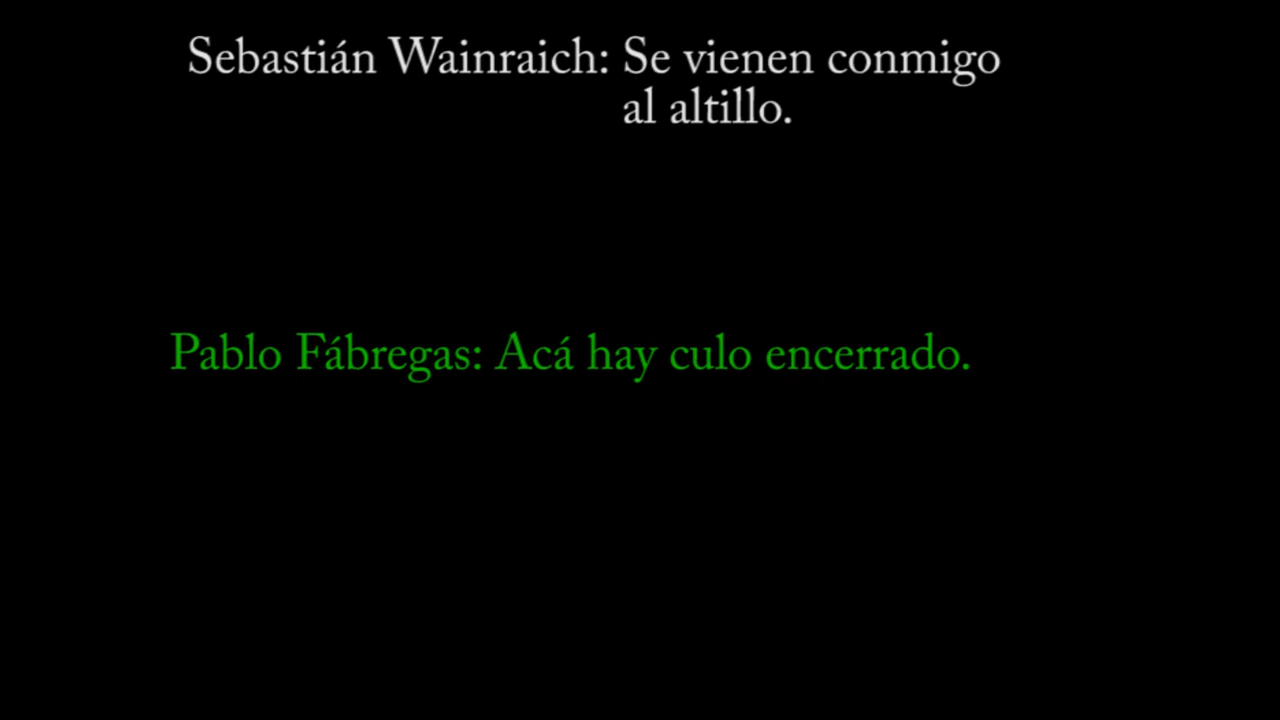 Sebastián Wainraich: Se vienen conmigo
al altillo.
Pablo Fábregas: Acá hay culo encerrado.